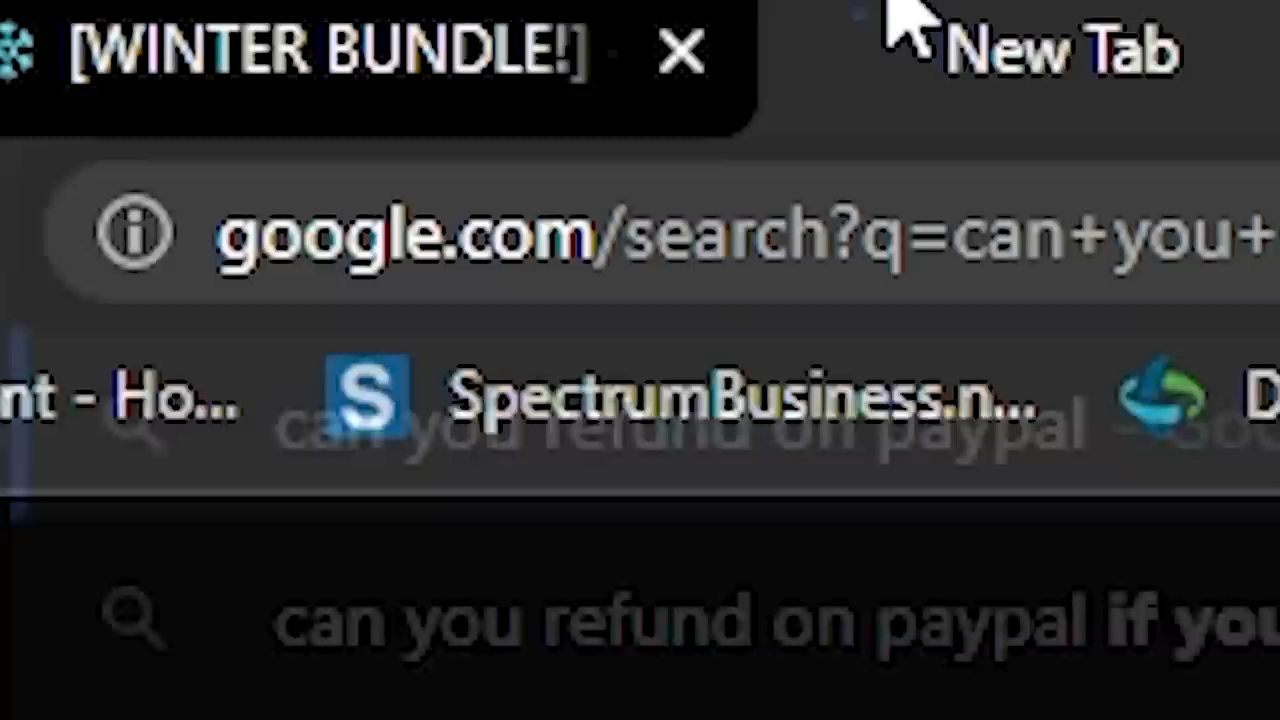 [WINTER BUNDLE!]
New Tab
google.com/search?q=can+you+
nt - Ho... SpectrumBusiness.n... D
can you refund on paypal - Goo
can you refund on paypal if you